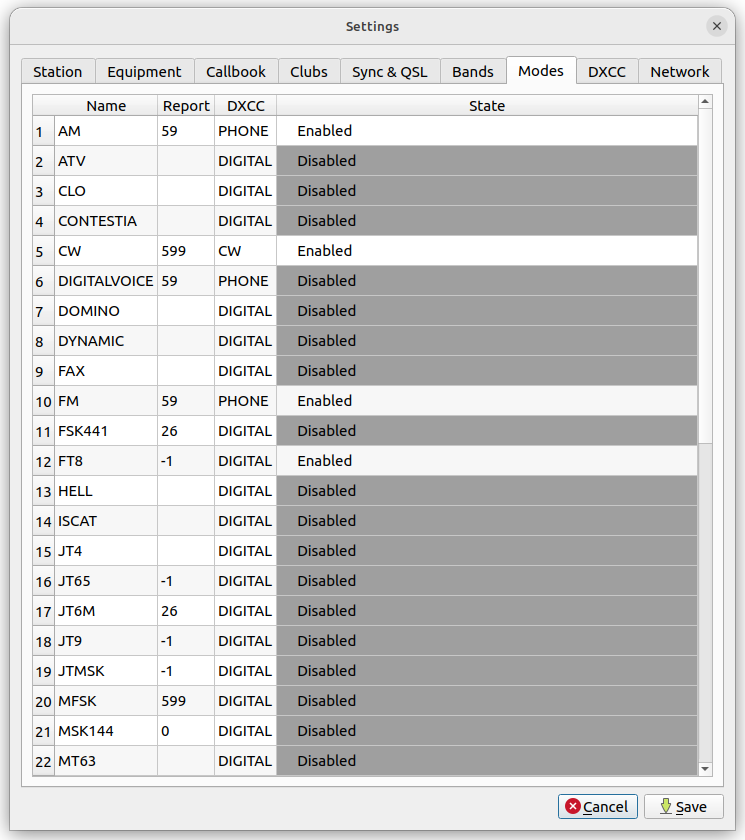 Settings
Station Equipment Callbook Clubs Sync & QSL Bands Modes DXCC Network
Name Report DXCC State
1 AM 59 PHONE Enabled
2 ATV DIGITAL Disabled
3 CLO DIGITAL Disabled
4 CONTESTIA DIGITAL Disabled
5 CW 599 CW Enabled
6 DIGITALVOICE 59 PHONE Disabled
7 DOMINO DIGITAL Disabled
8 DYNAMIC DIGITAL Disabled
9 FAX DIGITAL Disabled
10 FM 59 PHONE Enabled
11 FSK441 26 DIGITAL Disabled
12 FT8 -1 DIGITAL Enabled
13 HELL DIGITAL Disabled
14 ISCAT DIGITAL Disabled
15 JT4 DIGITAL Disabled
16 JT65 -1 DIGITAL Disabled
17 JT6M 26 DIGITAL Disabled
18 JT9 -1 DIGITAL Disabled
19 JTMSK -1 DIGITAL Disabled
20 MFSK 599 DIGITAL Disabled
21 MSK144 0 DIGITAL Disabled
22 MT63 DIGITAL Disabled
Cancel Save